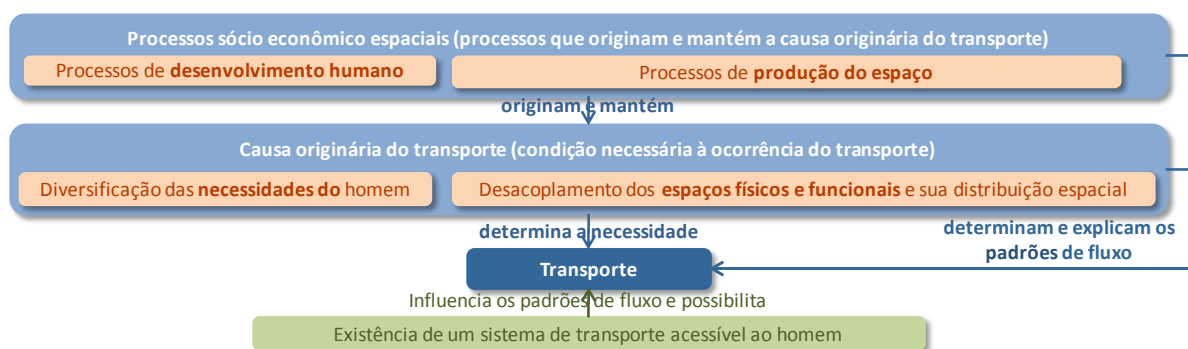 Processos sócio econômico espaciais (processos que originam e mantém a causa originária do transporte)
Processos de desenvolvimento humano
Processos de produção do espaço
originam e mantém
Causa originária do transporte (condição necessária à ocorrência do transporte)
Diversificação das necessidades do homem
Desacoplamento dos espaços físicos e funcionais e sua distribuição espacial
determina a necessidade
determinam e explicam os
padrões de fluxo
Transporte
Influencia os padrões de fluxo e possibilita
Existência de um sistema de transporte acessível ao homem